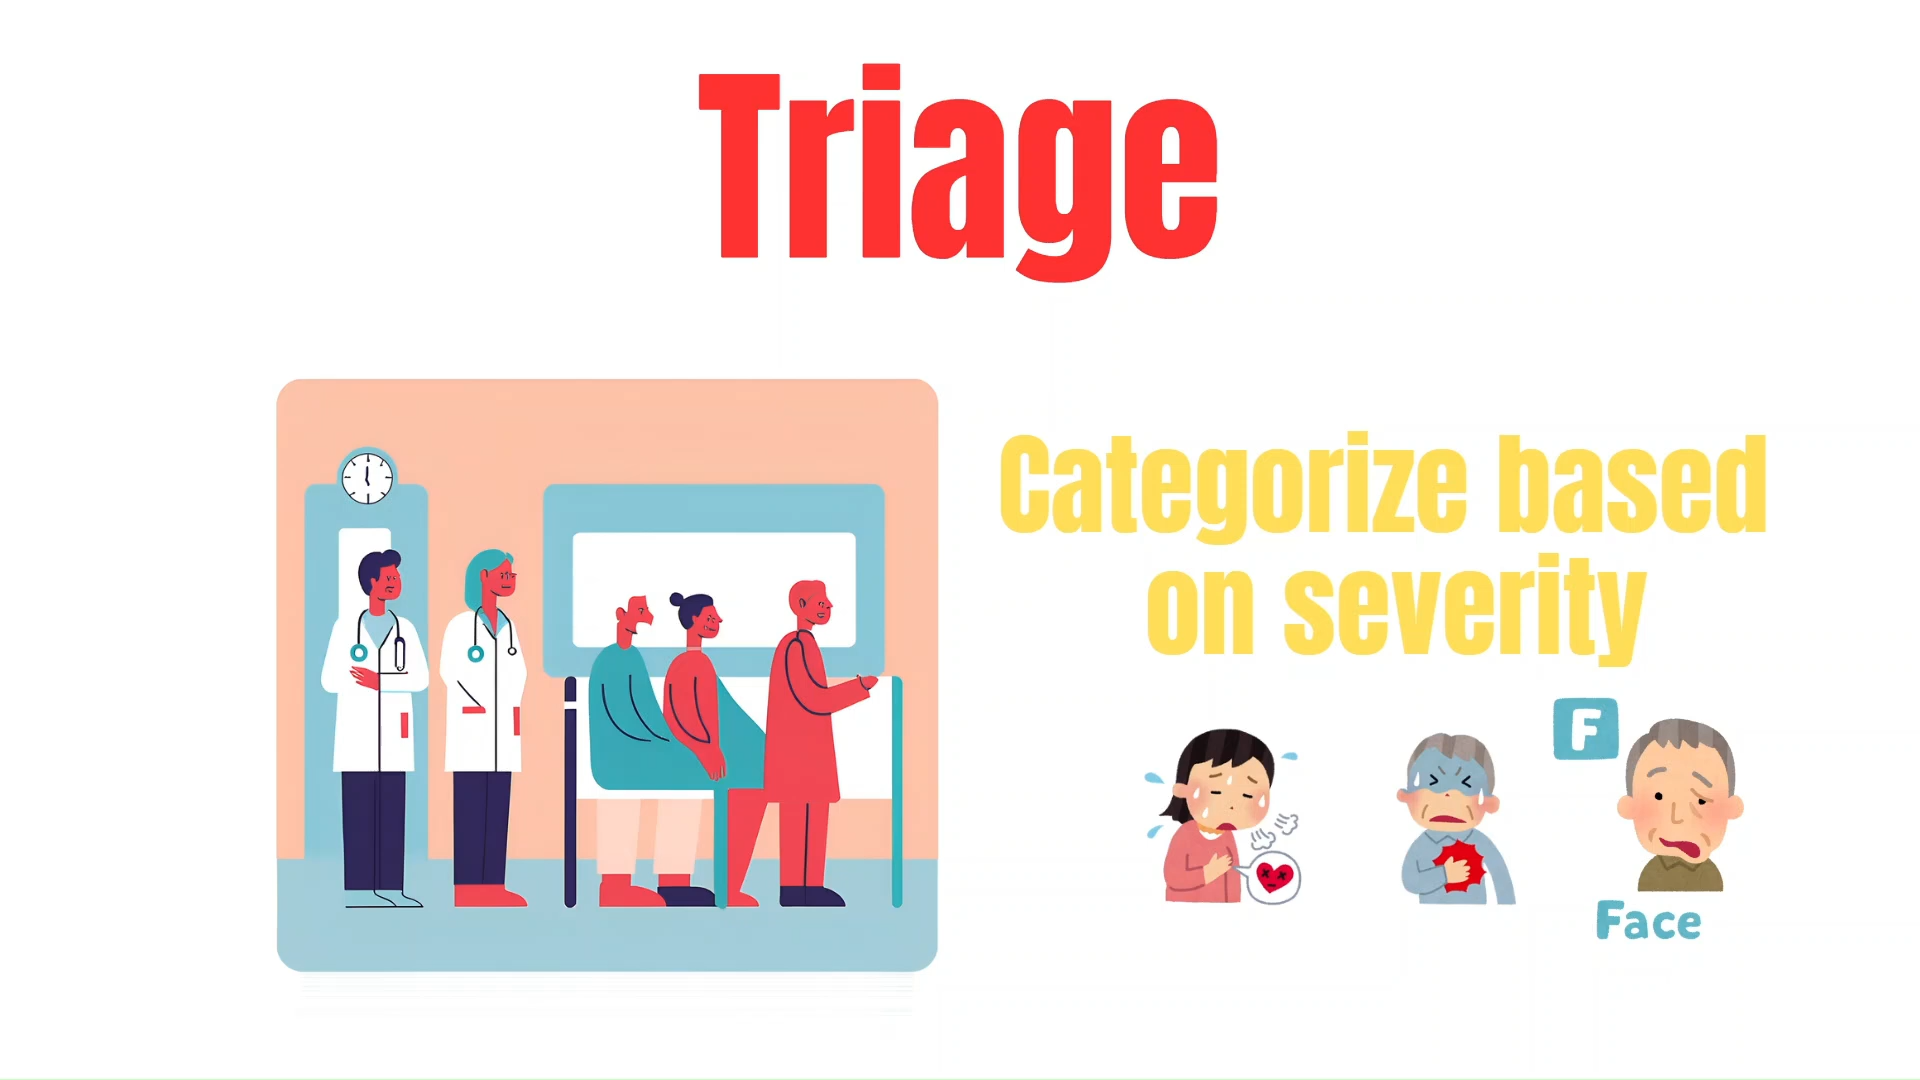 Triage
Categorize based
on severity
F
Face